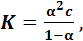 K = α²c / 1−α ,